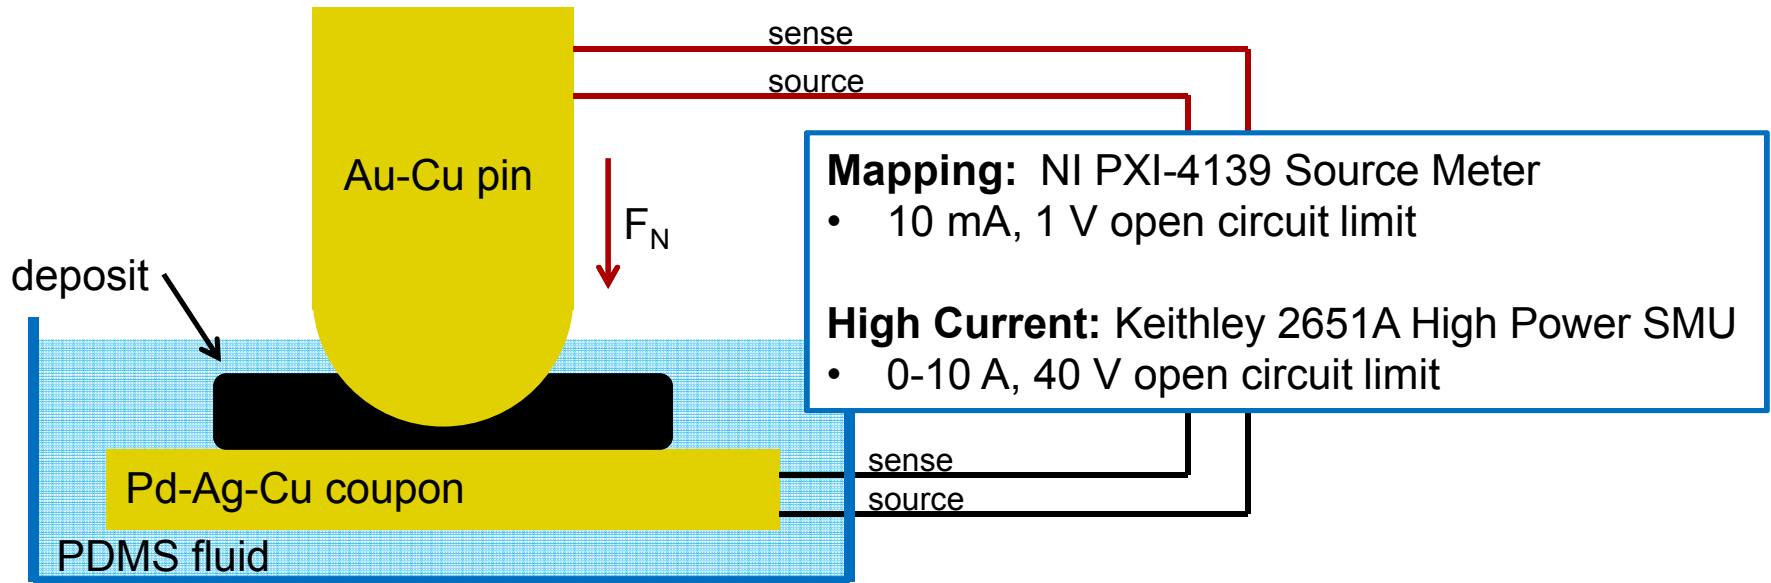 sense
source
Au-Cu pin
F_N
deposit
Mapping: NI PXI-4139 Source Meter
• 10 mA, 1 V open circuit limit
High Current: Keithley 2651A High Power SMU
• 0-10 A, 40 V open circuit limit
sense
source
Pd-Ag-Cu coupon
PDMS fluid